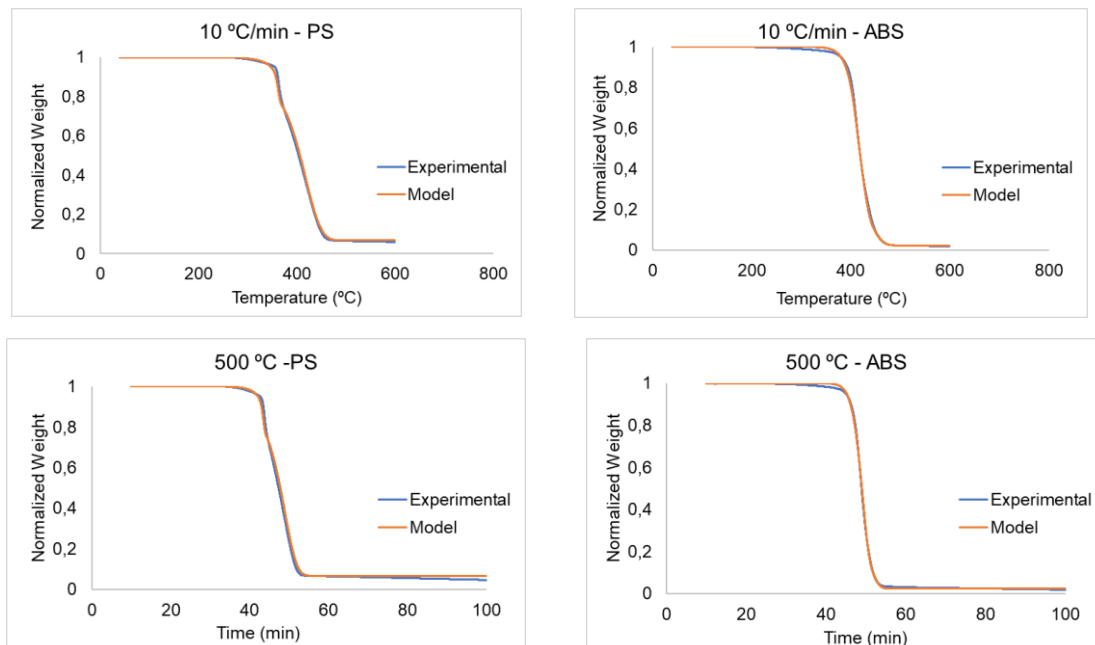 10 ºC/min - PS
Normalized Weight
1
0,8
0,6
0,4
0,2
0
0 200 400 600 800
Temperature (ºC)
Experimental
Model
10 ºC/min - ABS
Normalized Weight
1
0,8
0,6
0,4
0,2
0
0 200 400 600 800
Temperature (ºC)
Experimental
Model
500 ºC -PS
Normalized Weight
1
0,8
0,6
0,4
0,2
0
0 20 40 60 80 100
Time (min)
Experimental
Model
500 ºC - ABS
Normalized Weight
1
0,8
0,6
0,4
0,2
0
0 20 40 60 80 100
Time (min)
Experimental
Model